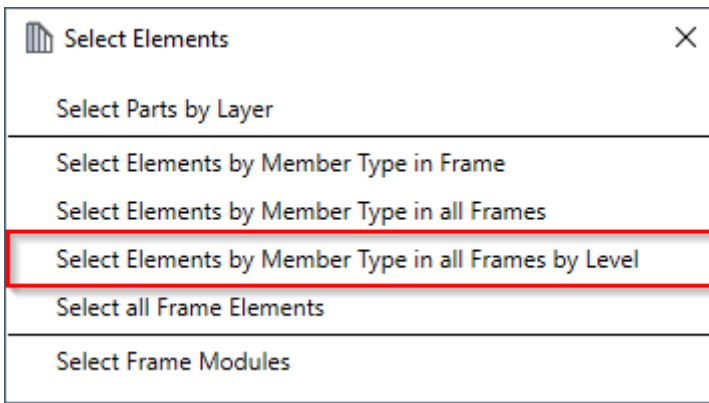 Select Elements
Select Parts by Layer
Select Elements by Member Type in Frame
Select Elements by Member Type in all Frames
Select Elements by Member Type in all Frames by Level
Select all Frame Elements
Select Frame Modules